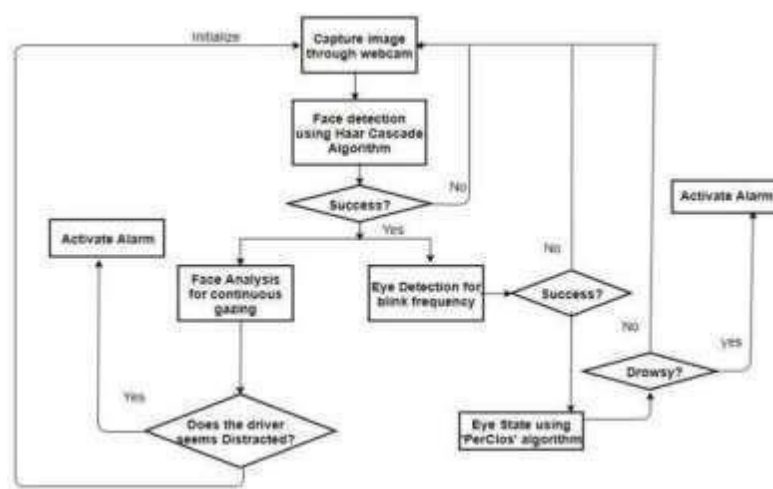 Initialize
Capture image
through webcam
Face detection
using Haar Cascade
Algorithm
Success?
No
Yes
Activate Alarm
Face Analysis
for continuous
gazing
Eye Detection for
blink frequency
No
Success?
Activate Alarm
No
yes
Drowsy?
Yes
Does the driver
seems Distracted?
Eye State using
'PerClos' algorithm